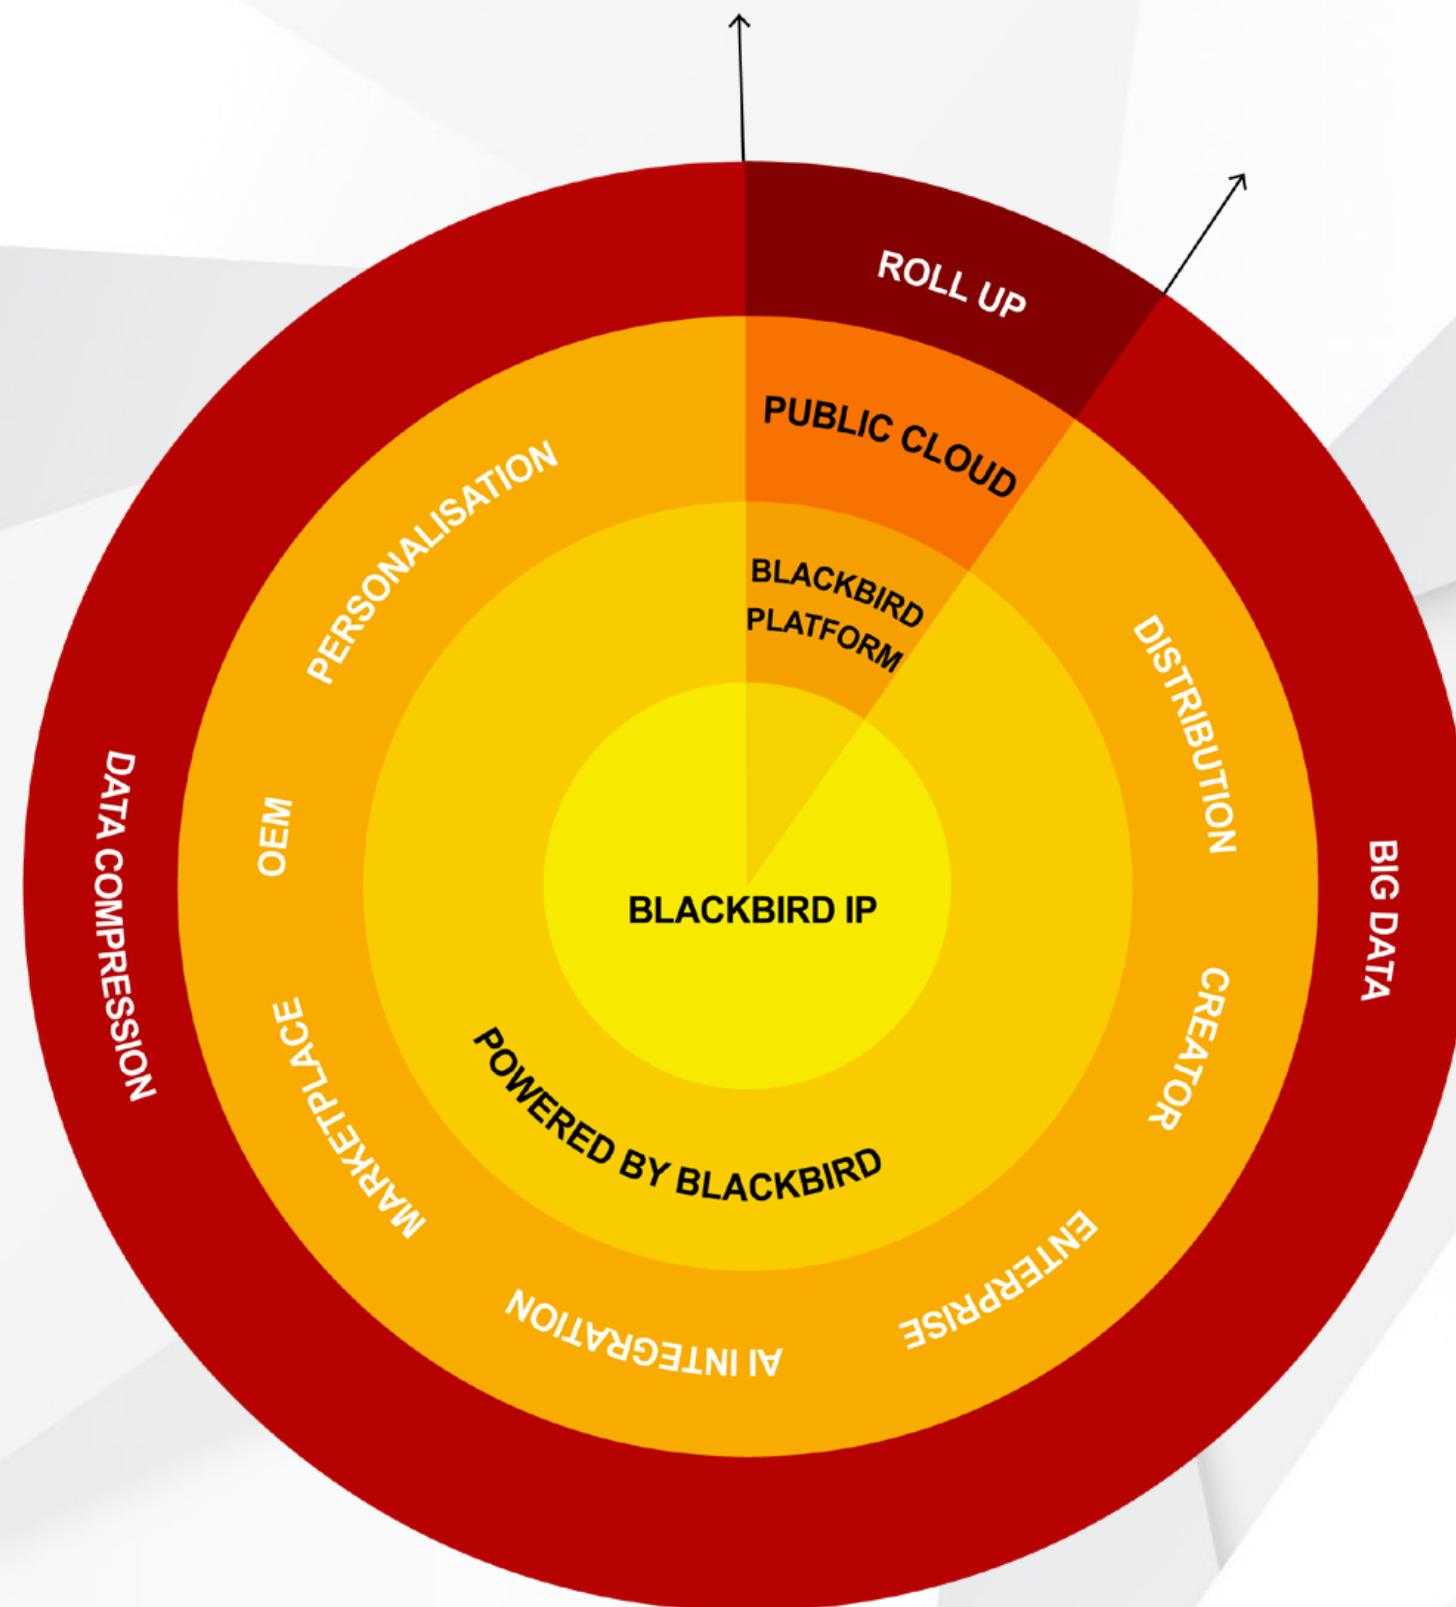 ROLL UP
PUBLIC CLOUD
BLACKBIRD
PLATFORM
PERSONALISATION
DISTRIBUTION
OEM
DATA COMPRESSION
BIG DATA
BLACKBIRD IP
CREATOR
MARKETPLACE
POWERED BY BLACKBIRD
ENTERPRISE
AI INTEGRATION